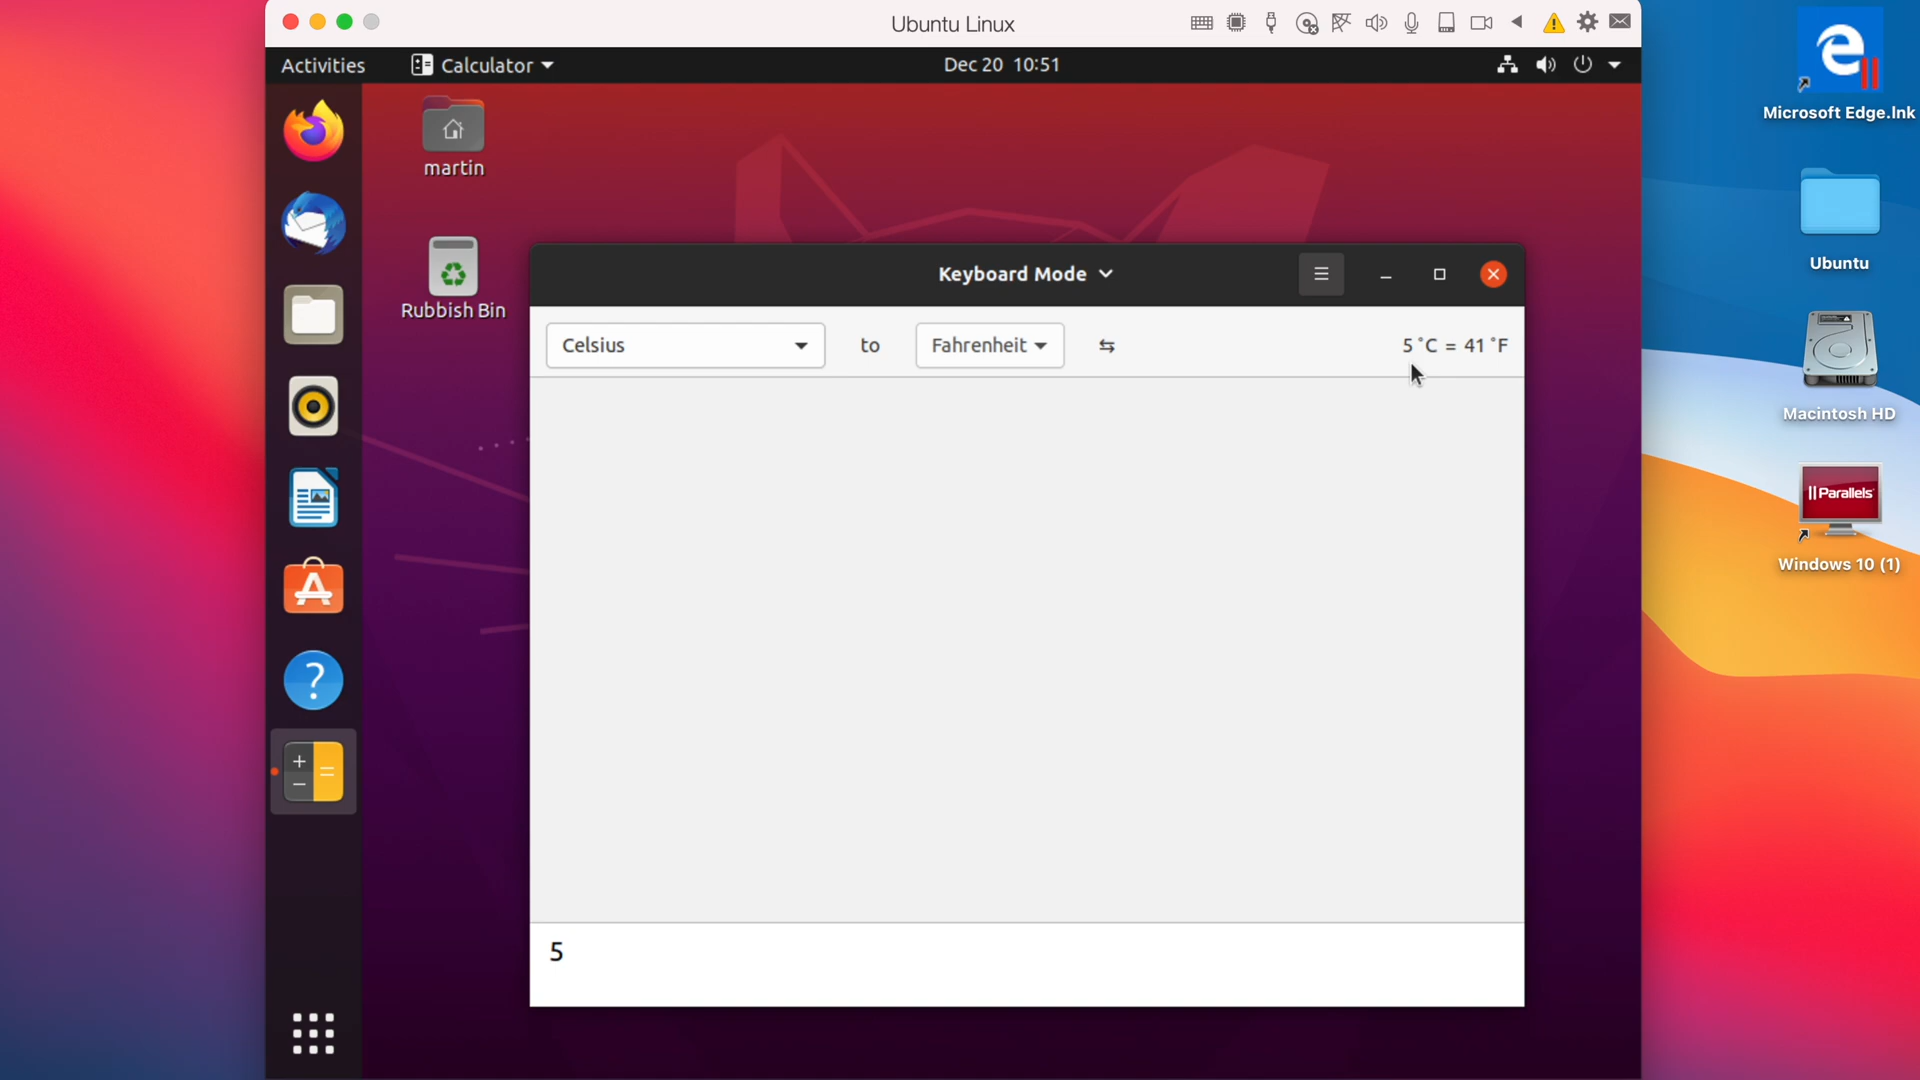 Ubuntu Linux
Activities
Calculator
Dec 20 10:51
Microsoft Edge.lnk
martin
Rubbish Bin
Ubuntu
Keyboard Mode
Celsius
to
Fahrenheit
5 °C = 41 °F
Macintosh HD
Parallels
Windows 10 (1)
5